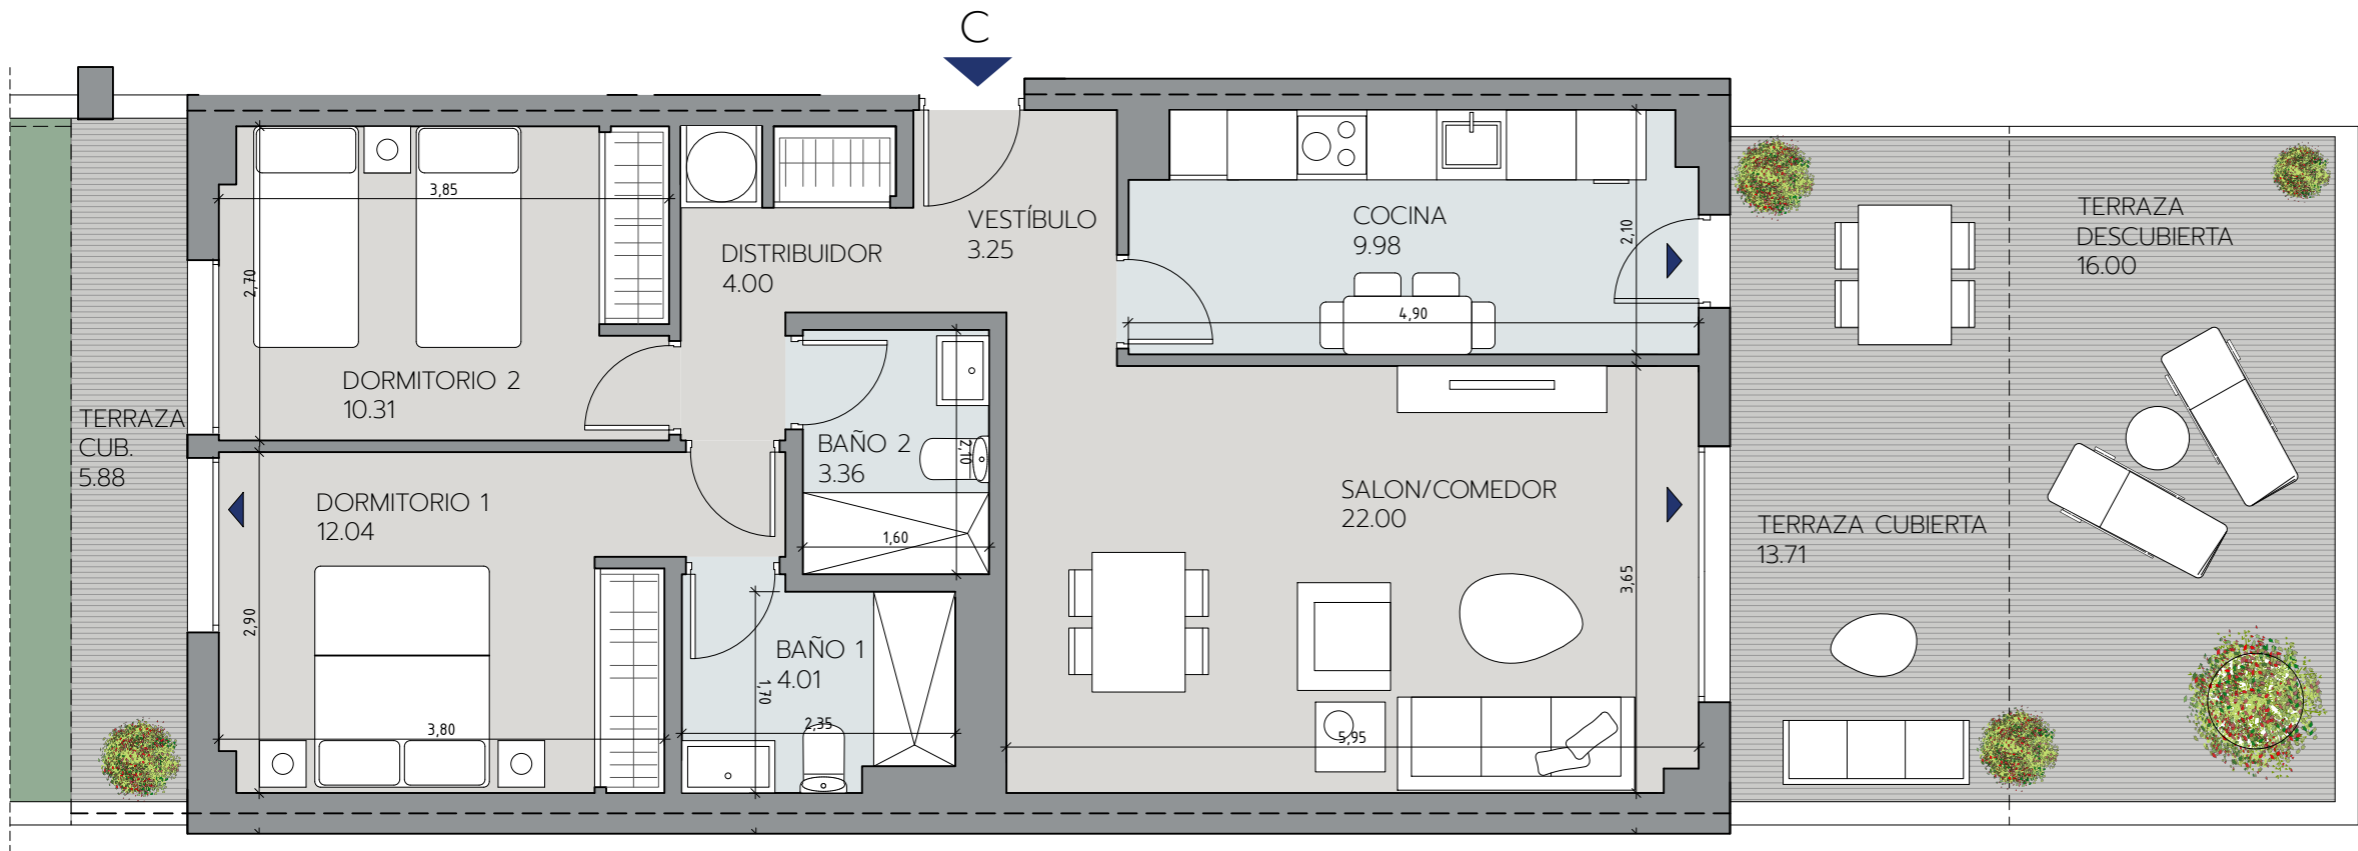 C
3,85
VESTÍBULO
3.25
COCINA
9.98
2,10
TERRAZA
DESCUBIERTA
16.00
DISTRIBUIDOR
4.00
2,70
4,90
DORMITORIO 2
10.31
TERRAZA
CUB.
5.88
BAÑO 2
3.36
2,10
DORMITORIO 1
12.04
SALON/COMEDOR
22.00
TERRAZA CUBIERTA
13.71
1,60
3,65
2,90
BAÑO 1
4.01
1,70
3,80
2,35
5,95